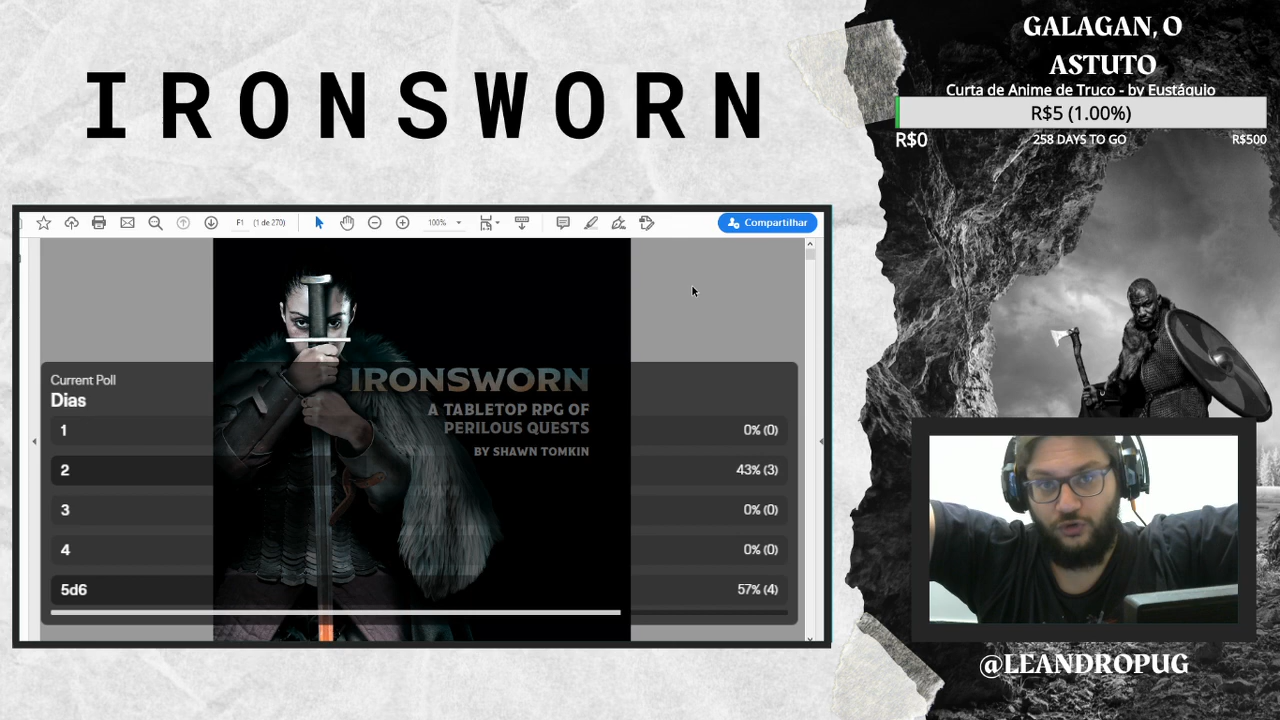 IRONSWORN
GALAGAN, O
ASTUTO
Curta de Anime de Truco - by Eustáquio
R$5 (1.00%)
R$0
258 DAYS TO GO
R$500
F1
(1 de 270)
100%
Compartilhar
IRONSWORN
A TABLETOP RPG OF
PERILOUS QUESTS
BY SHAWN TOMKIN
Current Poll
Dias
1
0% (0)
2
43% (3)
3
0% (0)
4
0% (0)
5d6
57% (4)
@LEANDROPUG